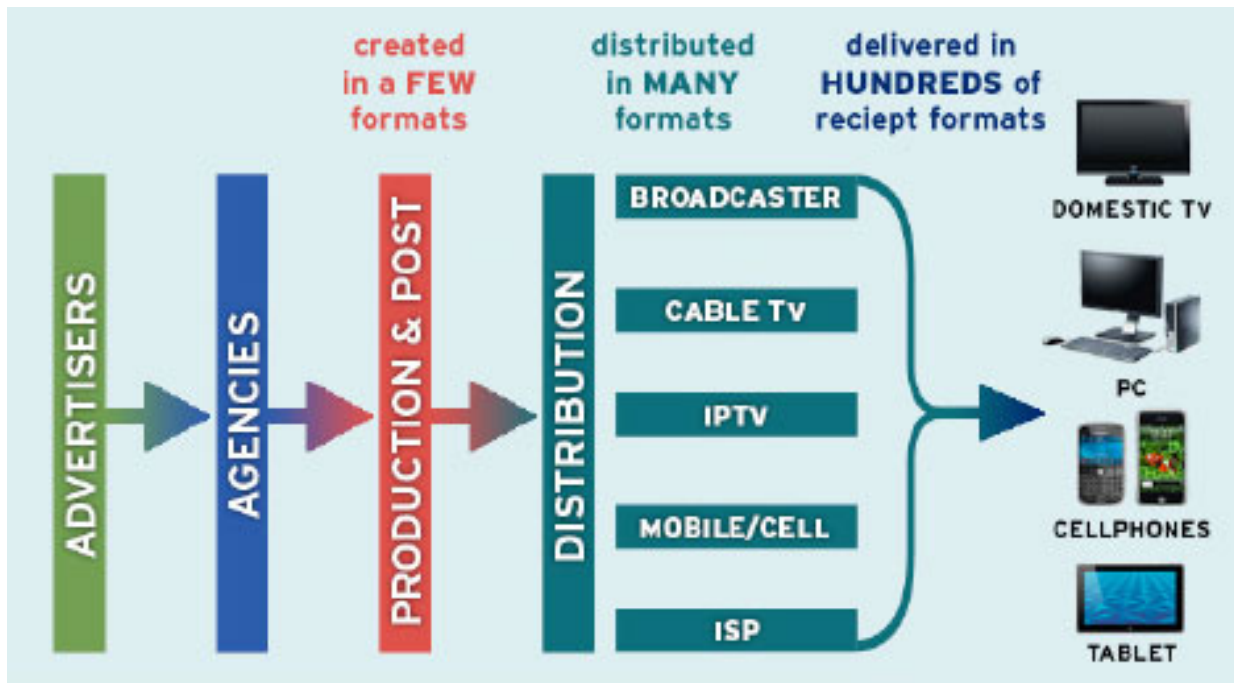 created
in a FEW
formats
distributed
in MANY
formats
delivered in
HUNDREDS of
reciept formats
ADVERTISERS
AGENCIES
PRODUCTION & POST
DISTRIBUTION
BROADCASTER
CABLE TV
IPTV
MOBILE/CELL
ISP
DOMESTIC TV
PC
CELLPHONES
TABLET